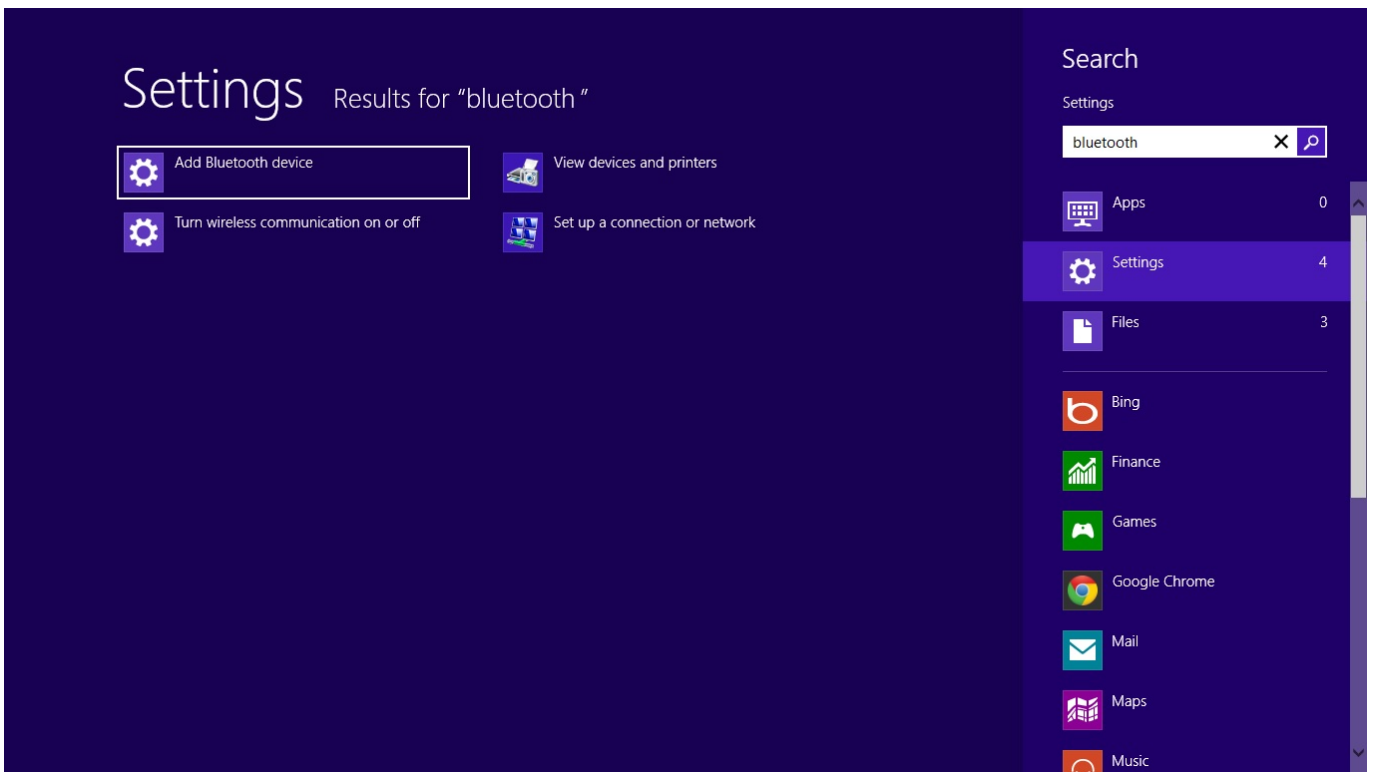 Settings Results for “bluetooth ”
Add Bluetooth device
Turn wireless communication on or off
View devices and printers
Set up a connection or network
Search
Settings
bluetooth
Apps 0
Settings 4
Files 3
Bing
Finance
Games
Google Chrome
Mail
Maps
Music